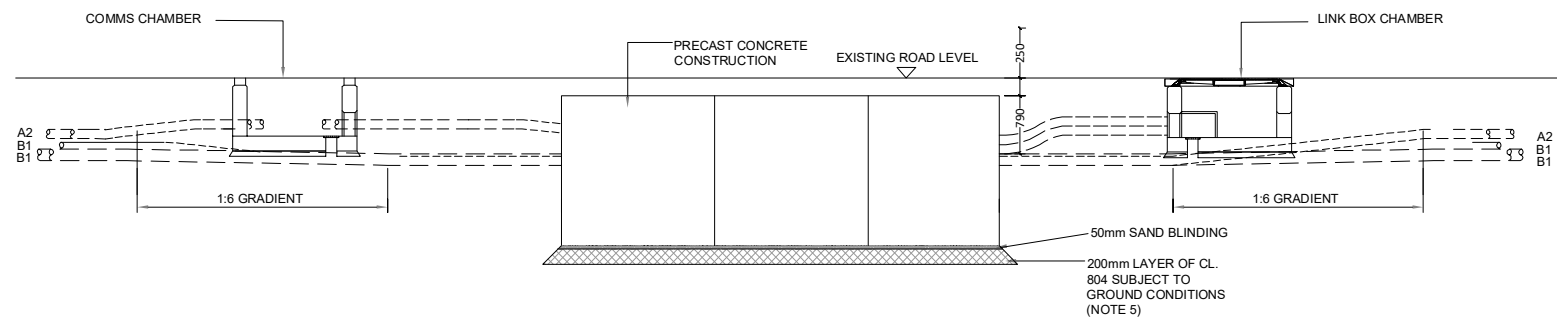 COMMS CHAMBER
LINK BOX CHAMBER
PRECAST CONCRETE
CONSTRUCTION
EXISTING ROAD LEVEL
250
790
A2
B1
B1
A2
B1
B1
1:6 GRADIENT
1:6 GRADIENT
50mm SAND BLINDING
200mm LAYER OF CL.
804 SUBJECT TO
GROUND CONDITIONS
(NOTE 5)